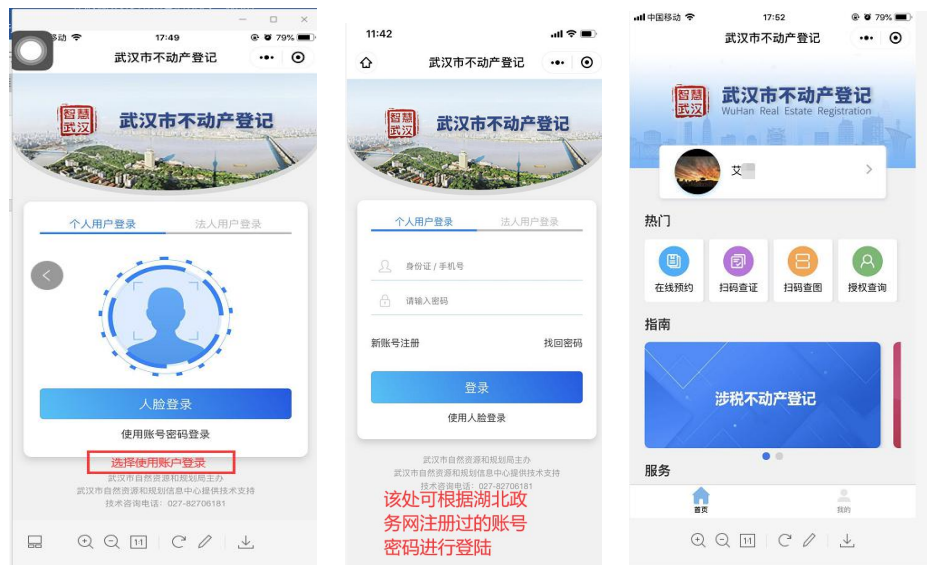 移动
17:49
79%
武汉市不动产登记
智慧
武汉
武汉市不动产登记
个人用户登录
法人用户登录
人脸登录
使用账号密码登录
选择使用账户登录
武汉市自然资源和规划局主办
武汉市自然资源和规划信息中心提供技术支持
技术咨询电话：027-82706181
1:1
11:42
武汉市不动产登记
智慧
武汉
武汉市不动产登记
个人用户登录
法人用户登录
身份证 / 手机号
请输入密码
新账号注册
找回密码
登录
使用人脸登录
武汉市自然资源和规划局主办
武汉市自然资源和规划信息中心提供技术支持
技术咨询电话：027-82706181
该处可根据湖北政
务网注册过的账号
密码进行登陆
中国移动
17:52
79%
武汉市不动产登记
智慧
武汉
武汉市不动产登记
WuHan Real Estate Registration
艾
热门
在线预约
扫码查证
扫码查图
授权查询
指南
涉税不动产登记
服务
首页
我的
1:1